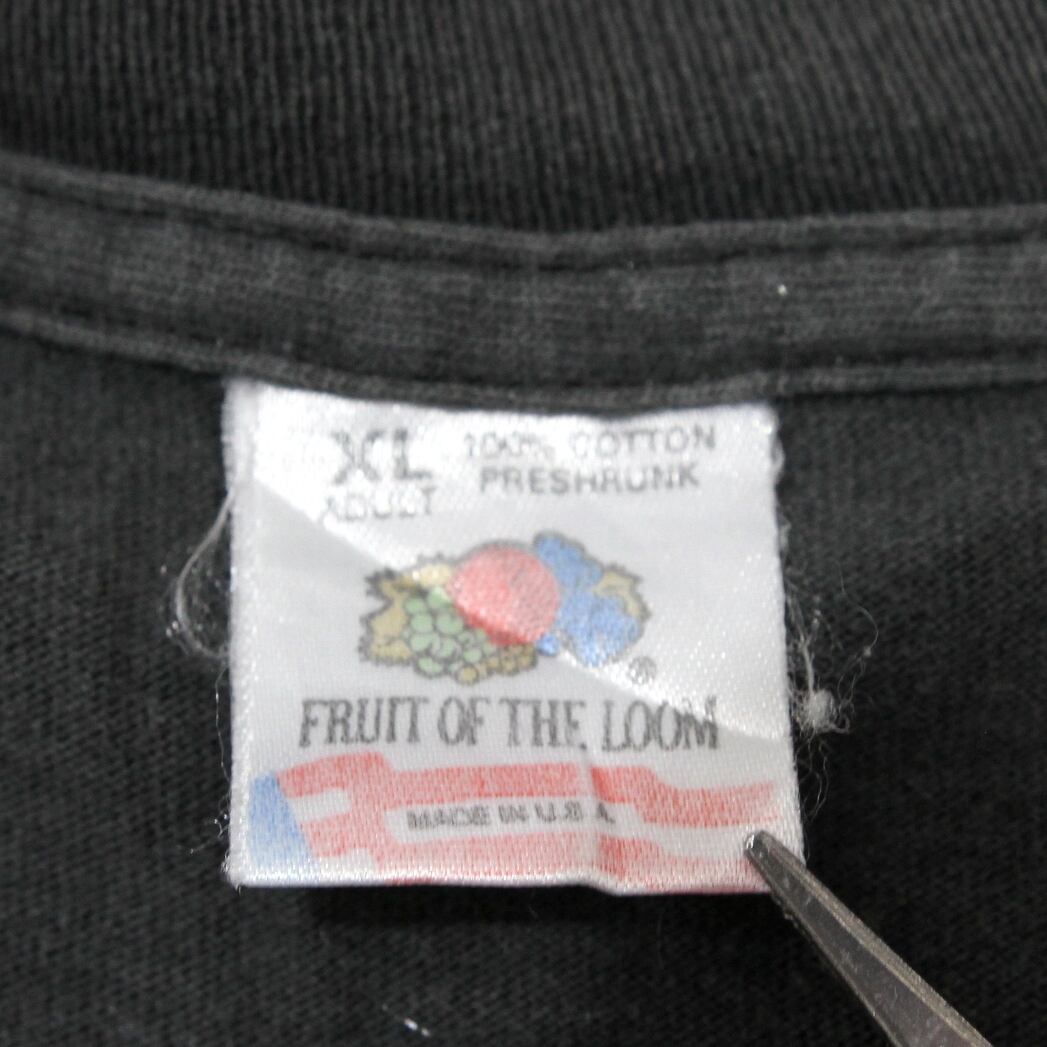 XL
ADULT
100% COTTON
PRESHRUNK
®
FRUIT OF THE LOOM
MADE IN U.S.A.